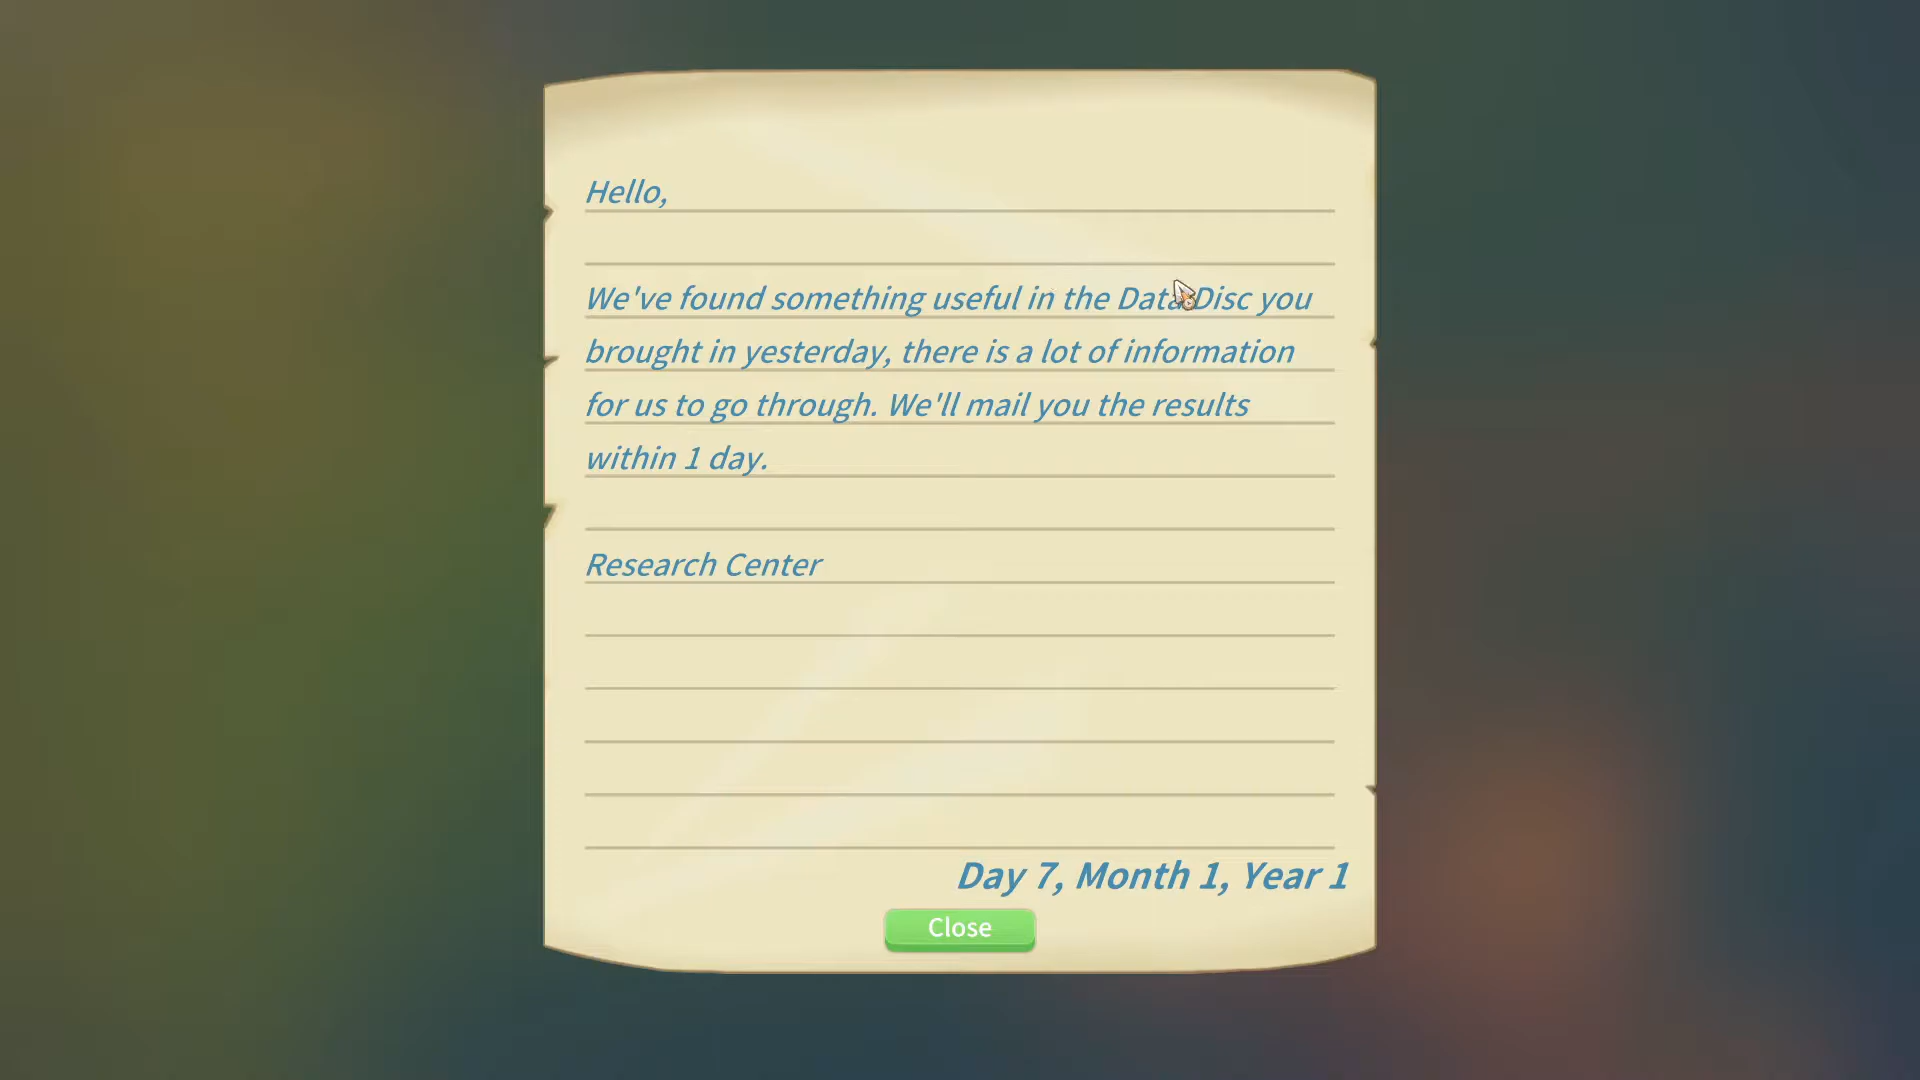 Hello,
We've found something useful in the Data Disc you
brought in yesterday, there is a lot of information
for us to go through. We'll mail you the results
within 1 day.
Research Center
Day 7, Month 1, Year 1
Close